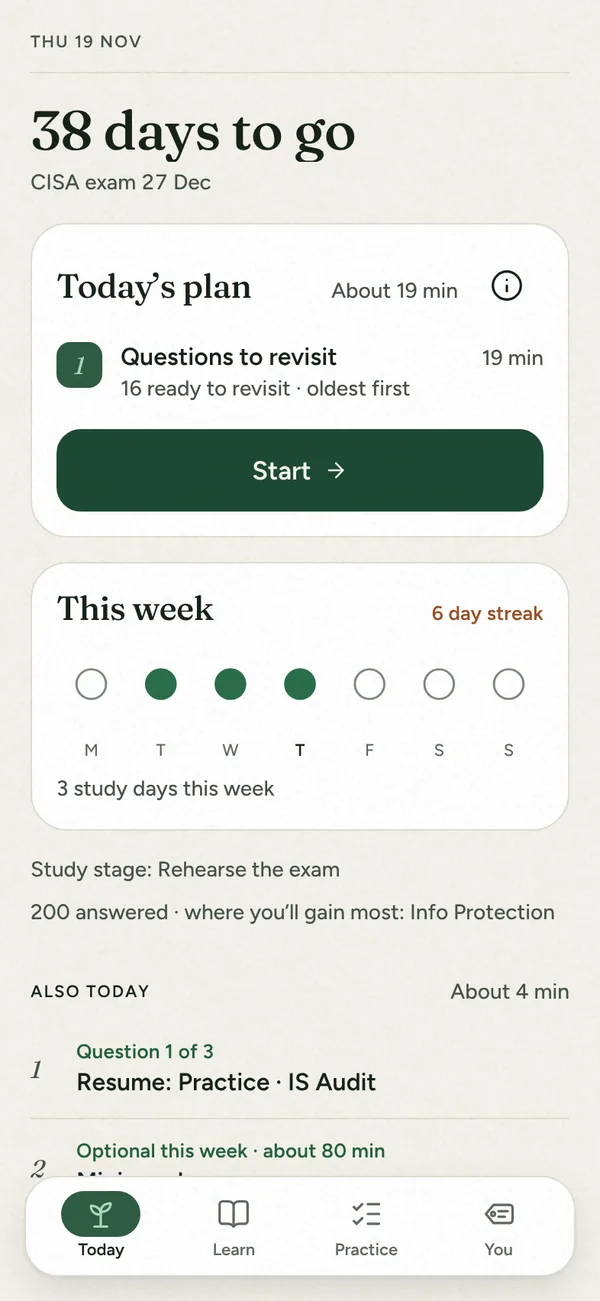 THU 19 NOV
38 days to go
CISA exam 27 Dec
Today’s plan
About 19 min
1
Questions to revisit
19 min
16 ready to revisit · oldest first
Start →
This week
6 day streak
M T W T F S S
3 study days this week
Study stage: Rehearse the exam
200 answered · where you’ll gain most: Info Protection
ALSO TODAY
About 4 min
1
Question 1 of 3
Resume: Practice · IS Audit
2
Optional this week · about 80 min
Today
Learn
Practice
You